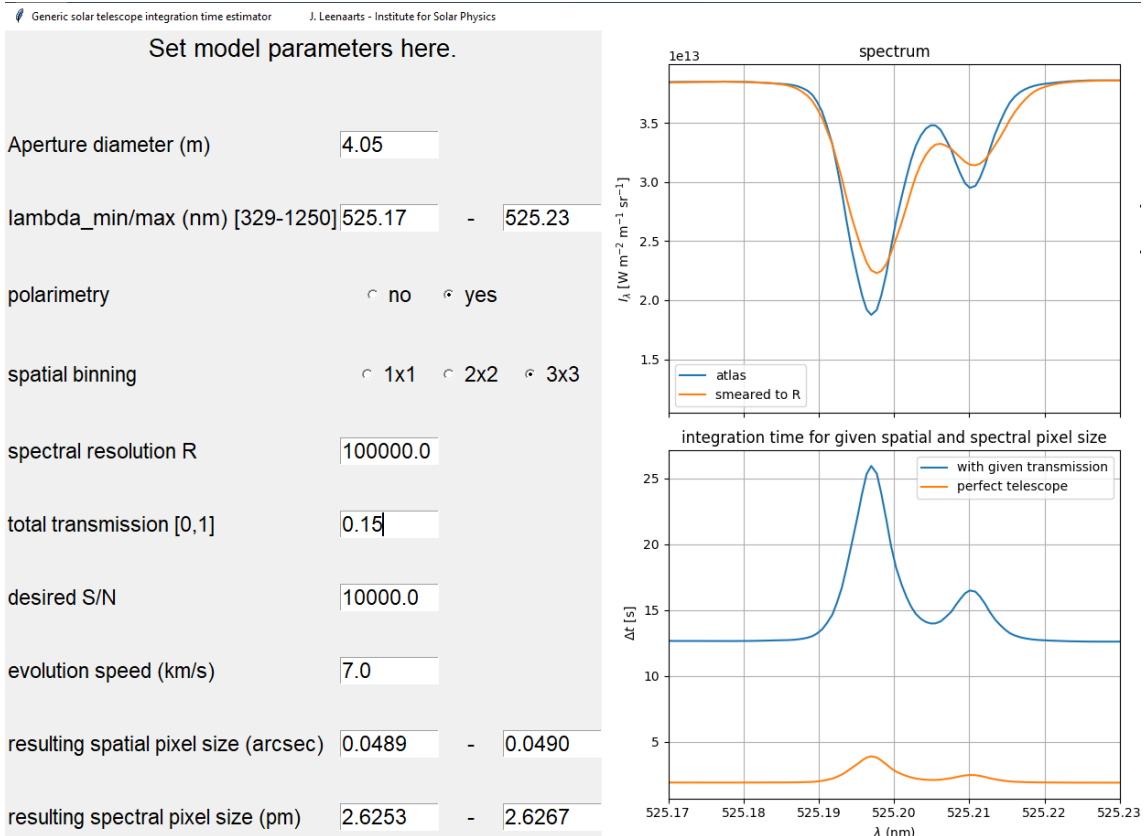 Generic solar telescope integration time estimator J. Leenaarts - Institute for Solar Physics
Set model parameters here.
Aperture diameter (m) 4.05
lambda_min/max (nm) [329-1250] 525.17 - 525.23
polarimetry no yes
spatial binning 1x1 2x2 3x3
spectral resolution R 100000.0
total transmission [0,1] 0.15
desired S/N 10000.0
evolution speed (km/s) 7.0
resulting spatial pixel size (arcsec) 0.0489 - 0.0490
resulting spectral pixel size (pm) 2.6253 - 2.6267
spectrum
1e13
3.5
3.0
2.5
2.0
1.5
I_λ [W m⁻² m⁻¹ sr⁻¹]
atlas
smeared to R
integration time for given spatial and spectral pixel size
25
20
15
10
5
Δt [s]
with given transmission
perfect telescope
525.17 525.18 525.19 525.20 525.21 525.22 525.23
λ (nm)